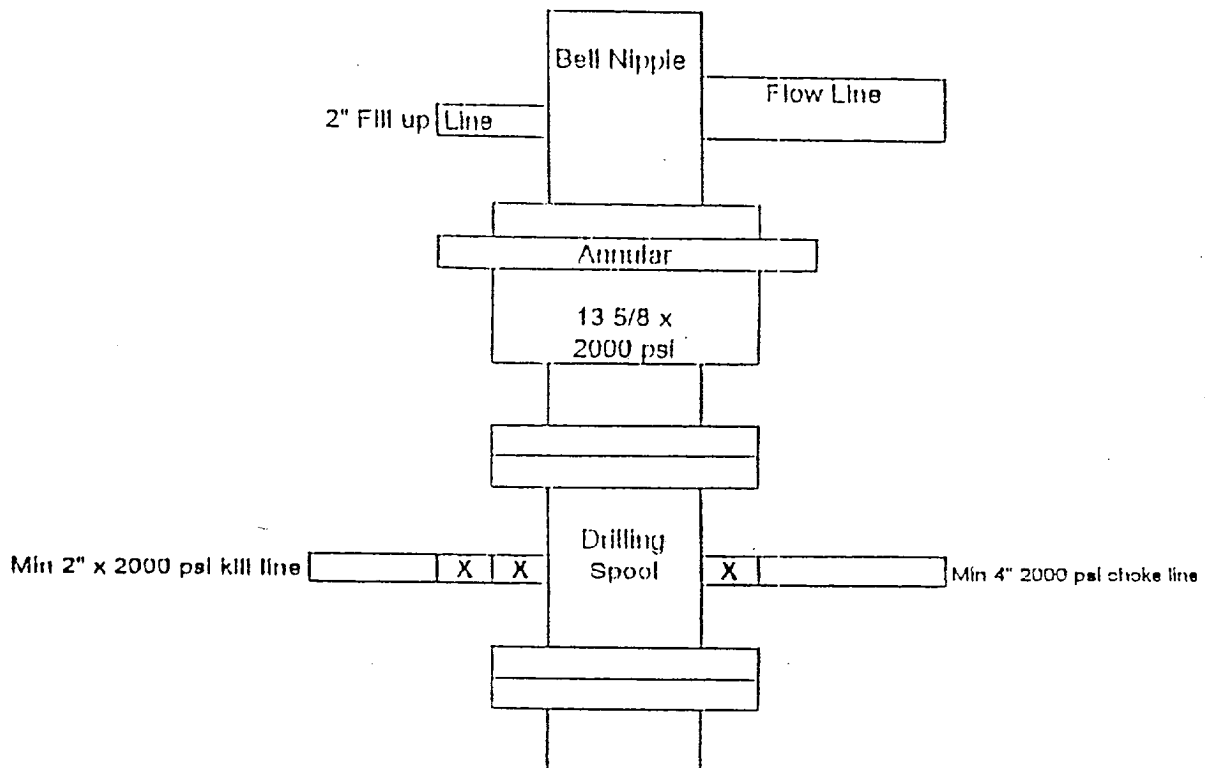 Bell Nipple
Flow Line
2" Fill up Line
Annular
13 5/8 x
2000 psi
Drilling
Spool
Min 2" x 2000 psi kill line
X X
X
Min 4" 2000 psi choke line